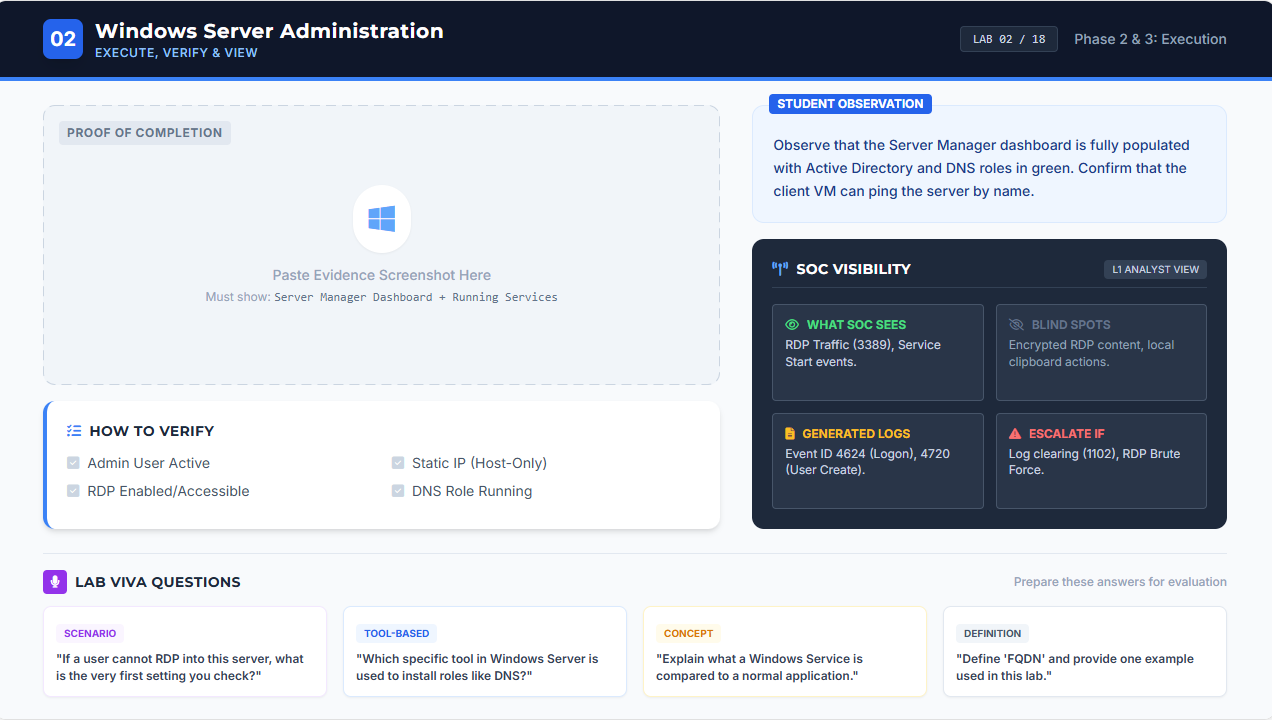 02
Windows Server Administration
EXECUTE, VERIFY & VIEW
LAB 02 / 18
Phase 2 & 3: Execution
PROOF OF COMPLETION
Paste Evidence Screenshot Here
Must show: Server Manager Dashboard + Running Services
HOW TO VERIFY
Admin User Active
Static IP (Host-Only)
RDP Enabled/Accessible
DNS Role Running
STUDENT OBSERVATION
Observe that the Server Manager dashboard is fully populated
with Active Directory and DNS roles in green. Confirm that the
client VM can ping the server by name.
SOC VISIBILITY
L1 ANALYST VIEW
WHAT SOC SEES
RDP Traffic (3389), Service
Start events.
BLIND SPOTS
Encrypted RDP content, local
clipboard actions.
GENERATED LOGS
Event ID 4624 (Logon), 4720
(User Create).
ESCALATE IF
Log clearing (1102), RDP Brute
Force.
LAB VIVA QUESTIONS
Prepare these answers for evaluation
SCENARIO
"If a user cannot RDP into this server, what
is the very first setting you check?"
TOOL-BASED
"Which specific tool in Windows Server is
used to install roles like DNS?"
CONCEPT
"Explain what a Windows Service is
compared to a normal application."
DEFINITION
"Define 'FQDN' and provide one example
used in this lab."